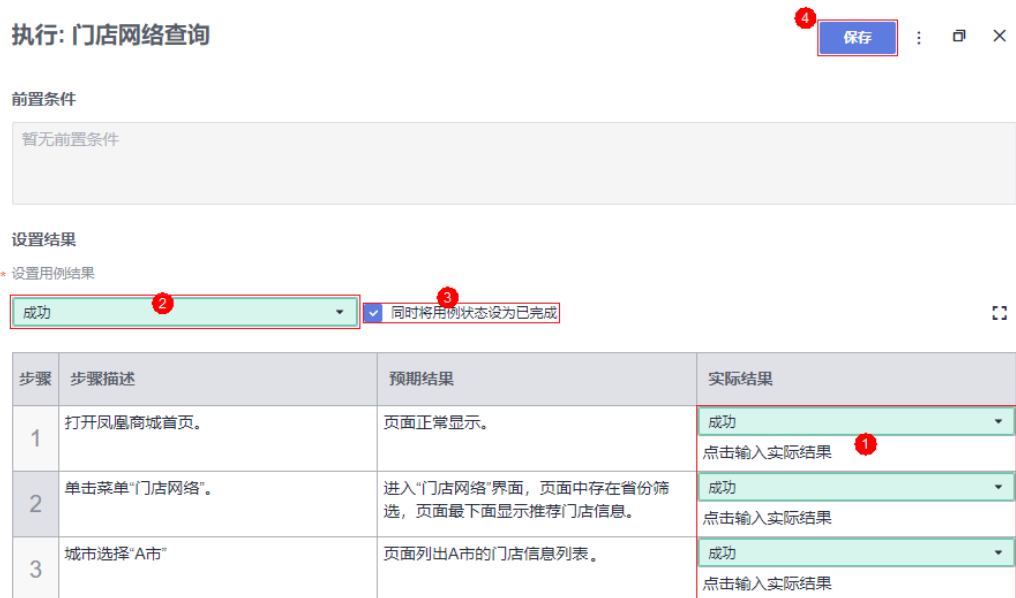 执行: 门店网络查询
4
保存
前置条件
暂无前置条件
设置结果
* 设置用例结果
成功
2
3
同时将用例状态设为已完成
步骤 步骤描述 预期结果 实际结果
1 打开凤凰商城首页。 页面正常显示。 成功
点击输入实际结果
1
2 单击菜单“门店网络”。 进入“门店网络”界面，页面中存在省份筛 成功
选，页面最下面显示推荐门店信息。 点击输入实际结果
3 城市选择“A市” 页面列出A市的门店信息列表。 成功
点击输入实际结果